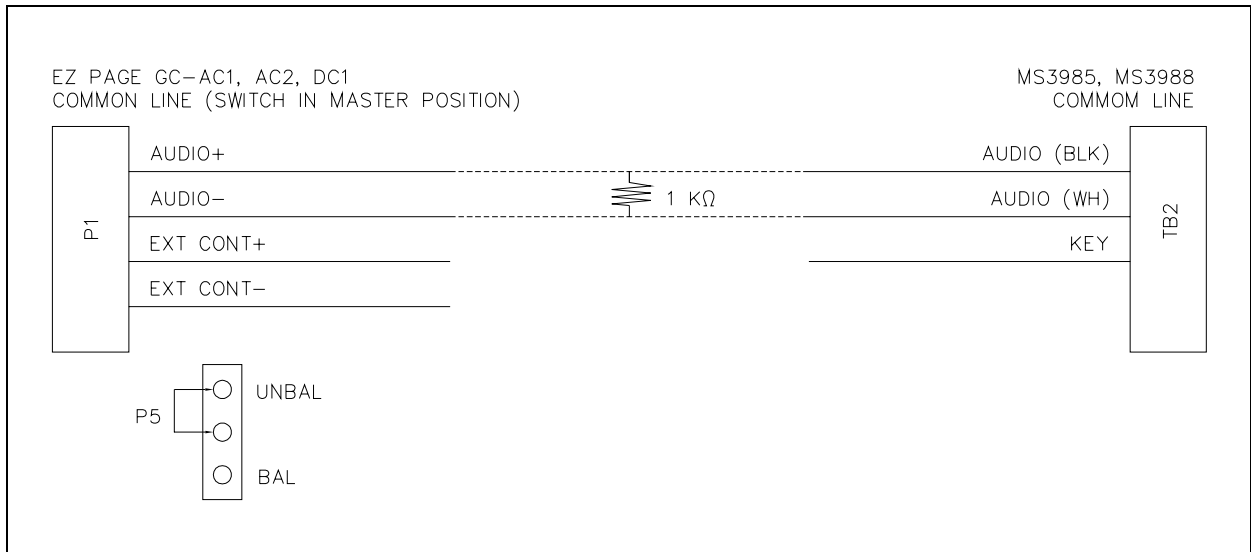 EZ PAGE GC-AC1, AC2, DC1
COMMON LINE (SWITCH IN MASTER POSITION)
MS3985, MS3988
COMMOM LINE
P1
AUDIO+
AUDIO-
EXT CONT+
EXT CONT-
1 KΩ
AUDIO (BLK)
AUDIO (WH)
KEY
TB2
P5
UNBAL
BAL